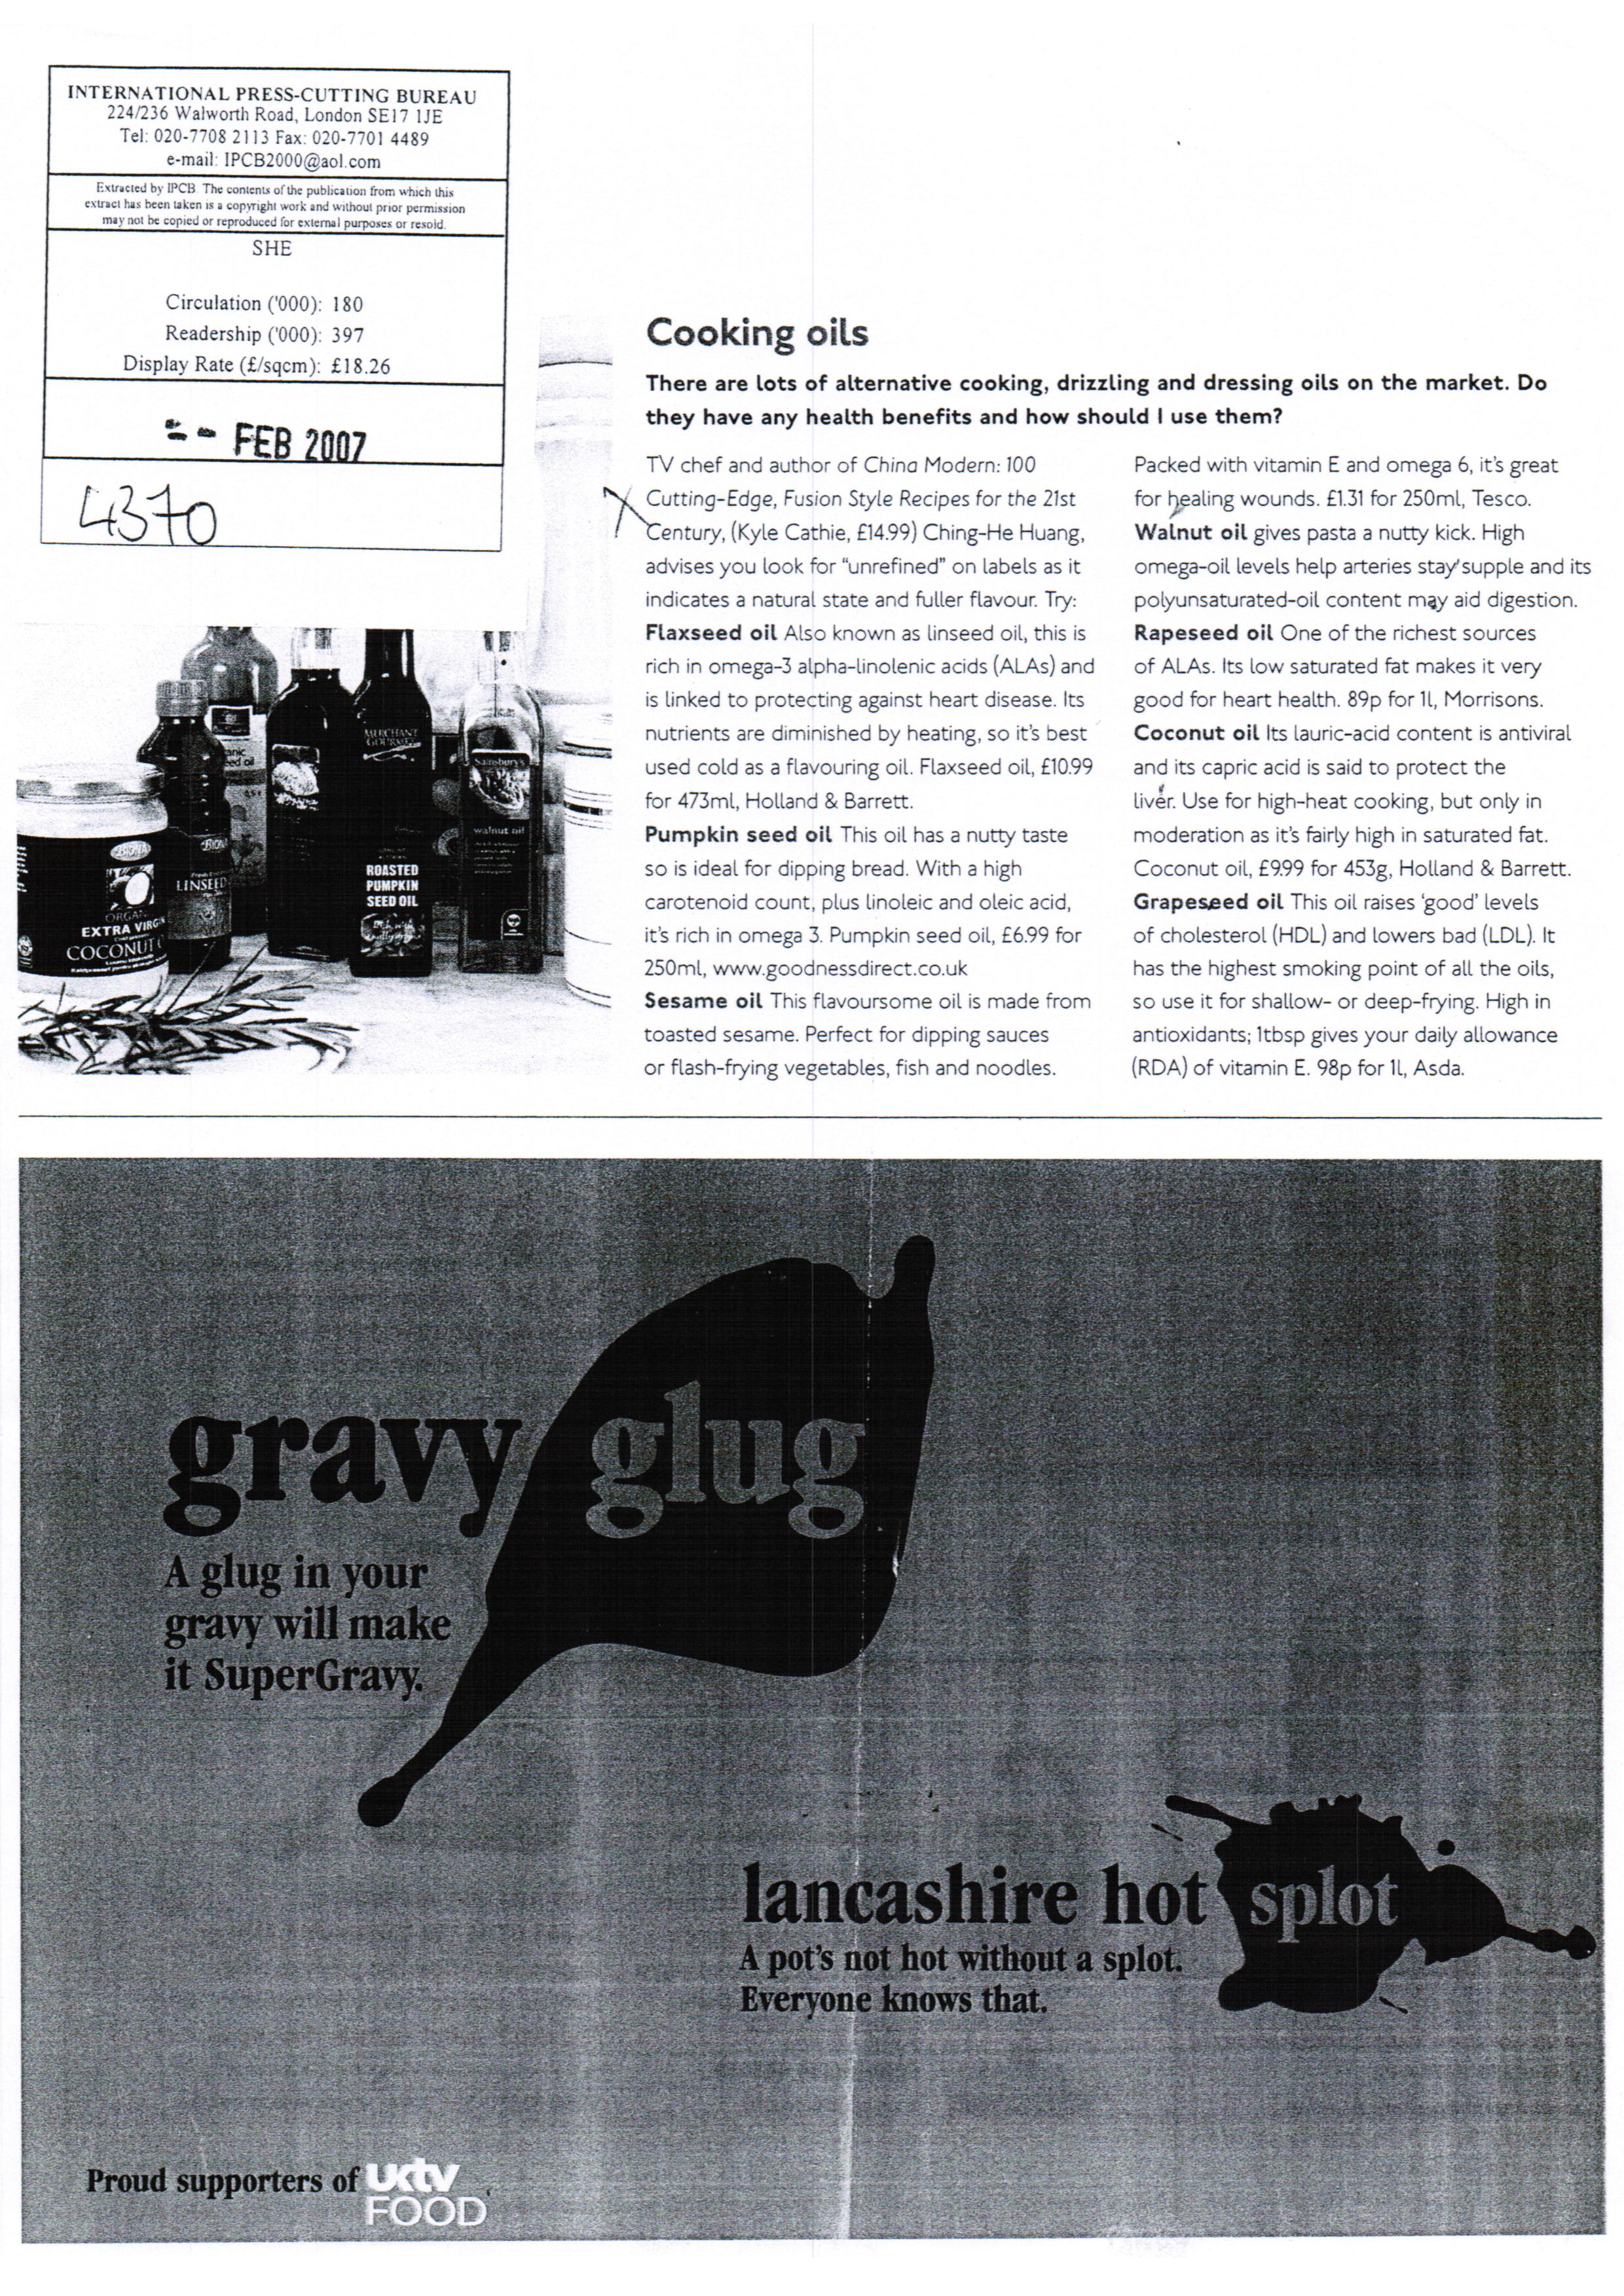 INTERNATIONAL PRESS-CUTTING BUREAU
224/236 Walworth Road, London SE17 1JE
Tel: 020-7708 2113 Fax: 020-7701 4489
e-mail: IPCB2000@aol.com
Extracted by IPCB. The contents of the publication from which this
extract has been taken is a copyright work and without prior permission
may not be copied or reproduced for external purposes or resold.
SHE
Circulation ('000): 180
Readership ('000): 397
Display Rate (£/sqcm): £18.26
FEB 2007
4370
Cooking oils
There are lots of alternative cooking, drizzling and dressing oils on the market. Do
they have any health benefits and how should I use them?
TV chef and author of China Modern: 100
Cutting-Edge, Fusion Style Recipes for the 21st
Century, (Kyle Cathie, £14.99) Ching-He Huang,
advises you look for “unrefined” on labels as it
indicates a natural state and fuller flavour. Try:
Flaxseed oil Also known as linseed oil, this is
rich in omega-3 alpha-linolenic acids (ALAs) and
is linked to protecting against heart disease. Its
nutrients are diminished by heating, so it's best
used cold as a flavouring oil. Flaxseed oil, £10.99
for 473ml, Holland & Barrett.
Pumpkin seed oil This oil has a nutty taste
so is ideal for dipping bread. With a high
carotenoid count, plus linoleic and oleic acid,
it's rich in omega 3. Pumpkin seed oil, £6.99 for
250ml, www.goodnessdirect.co.uk
Sesame oil This flavoursome oil is made from
toasted sesame. Perfect for dipping sauces
or flash-frying vegetables, fish and noodles.
Packed with vitamin E and omega 6, it's great
for healing wounds. £1.31 for 250ml, Tesco.
Walnut oil gives pasta a nutty kick. High
omega-oil levels help arteries stay supple and its
polyunsaturated-oil content may aid digestion.
Rapeseed oil One of the richest sources
of ALAs. Its low saturated fat makes it very
good for heart health. 89p for 1l, Morrisons.
Coconut oil Its lauric-acid content is antiviral
and its capric acid is said to protect the
liver. Use for high-heat cooking, but only in
moderation as it's fairly high in saturated fat.
Coconut oil, £9.99 for 453g, Holland & Barrett.
Grapeseed oil This oil raises ‘good’ levels
of cholesterol (HDL) and lowers bad (LDL). It
has the highest smoking point of all the oils,
so use it for shallow- or deep-frying. High in
antioxidants; 1tbsp gives your daily allowance
(RDA) of vitamin E. 98p for 1l, Asda.
BIONA
ORGANIC
EXTRA VIRGIN
COCONUT
BIONA
LINSEED
MERCHANT
GOURMET
ROASTED
PUMPKIN
SEED OIL
Sainsbury's
walnut oil
gravy glug
A glug in your
gravy will make
it SuperGravy.
lancashire hot splot
A pot's not hot without a splot.
Everyone knows that.
Proud supporters of uktv
FOOD